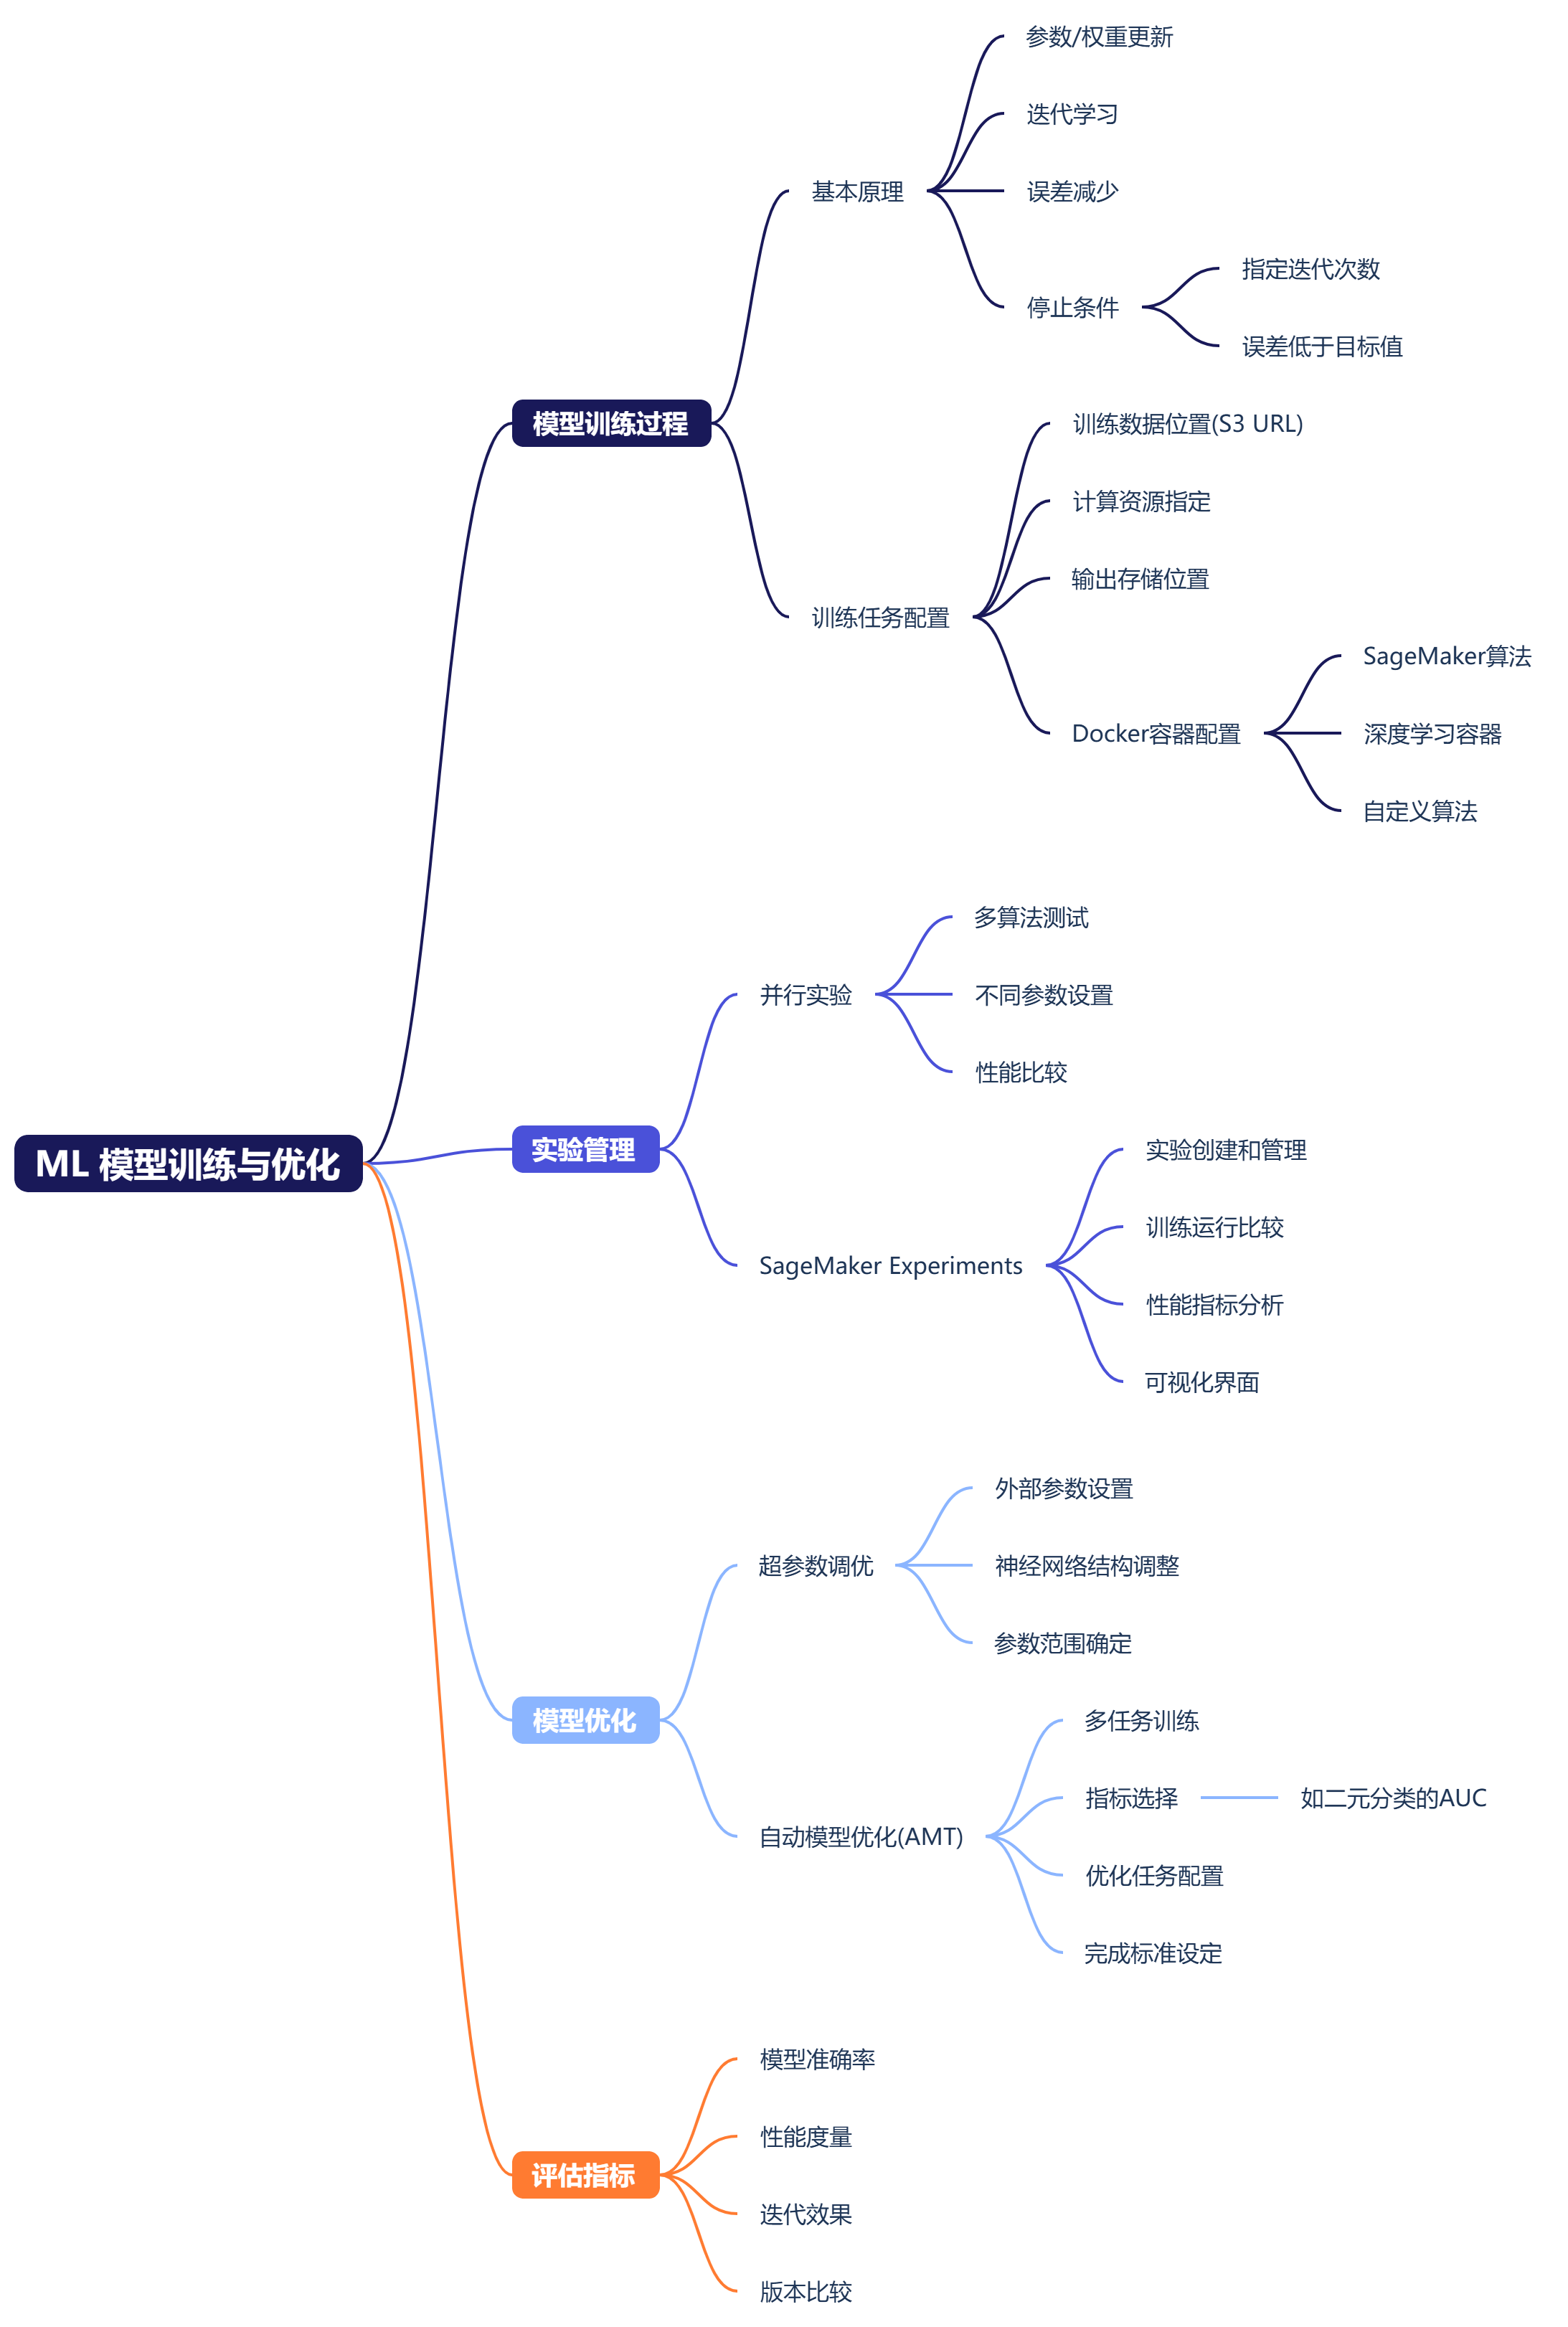 ML 模型训练与优化
模型训练过程
基本原理
参数/权重更新
迭代学习
误差减少
停止条件
指定迭代次数
误差低于目标值
训练任务配置
训练数据位置(S3 URL)
计算资源指定
输出存储位置
Docker容器配置
SageMaker算法
深度学习容器
自定义算法
实验管理
并行实验
多算法测试
不同参数设置
性能比较
SageMaker Experiments
实验创建和管理
训练运行比较
性能指标分析
可视化界面
模型优化
超参数调优
外部参数设置
神经网络结构调整
参数范围确定
自动模型优化(AMT)
多任务训练
指标选择
如二元分类的AUC
优化任务配置
完成标准设定
评估指标
模型准确率
性能度量
迭代效果
版本比较